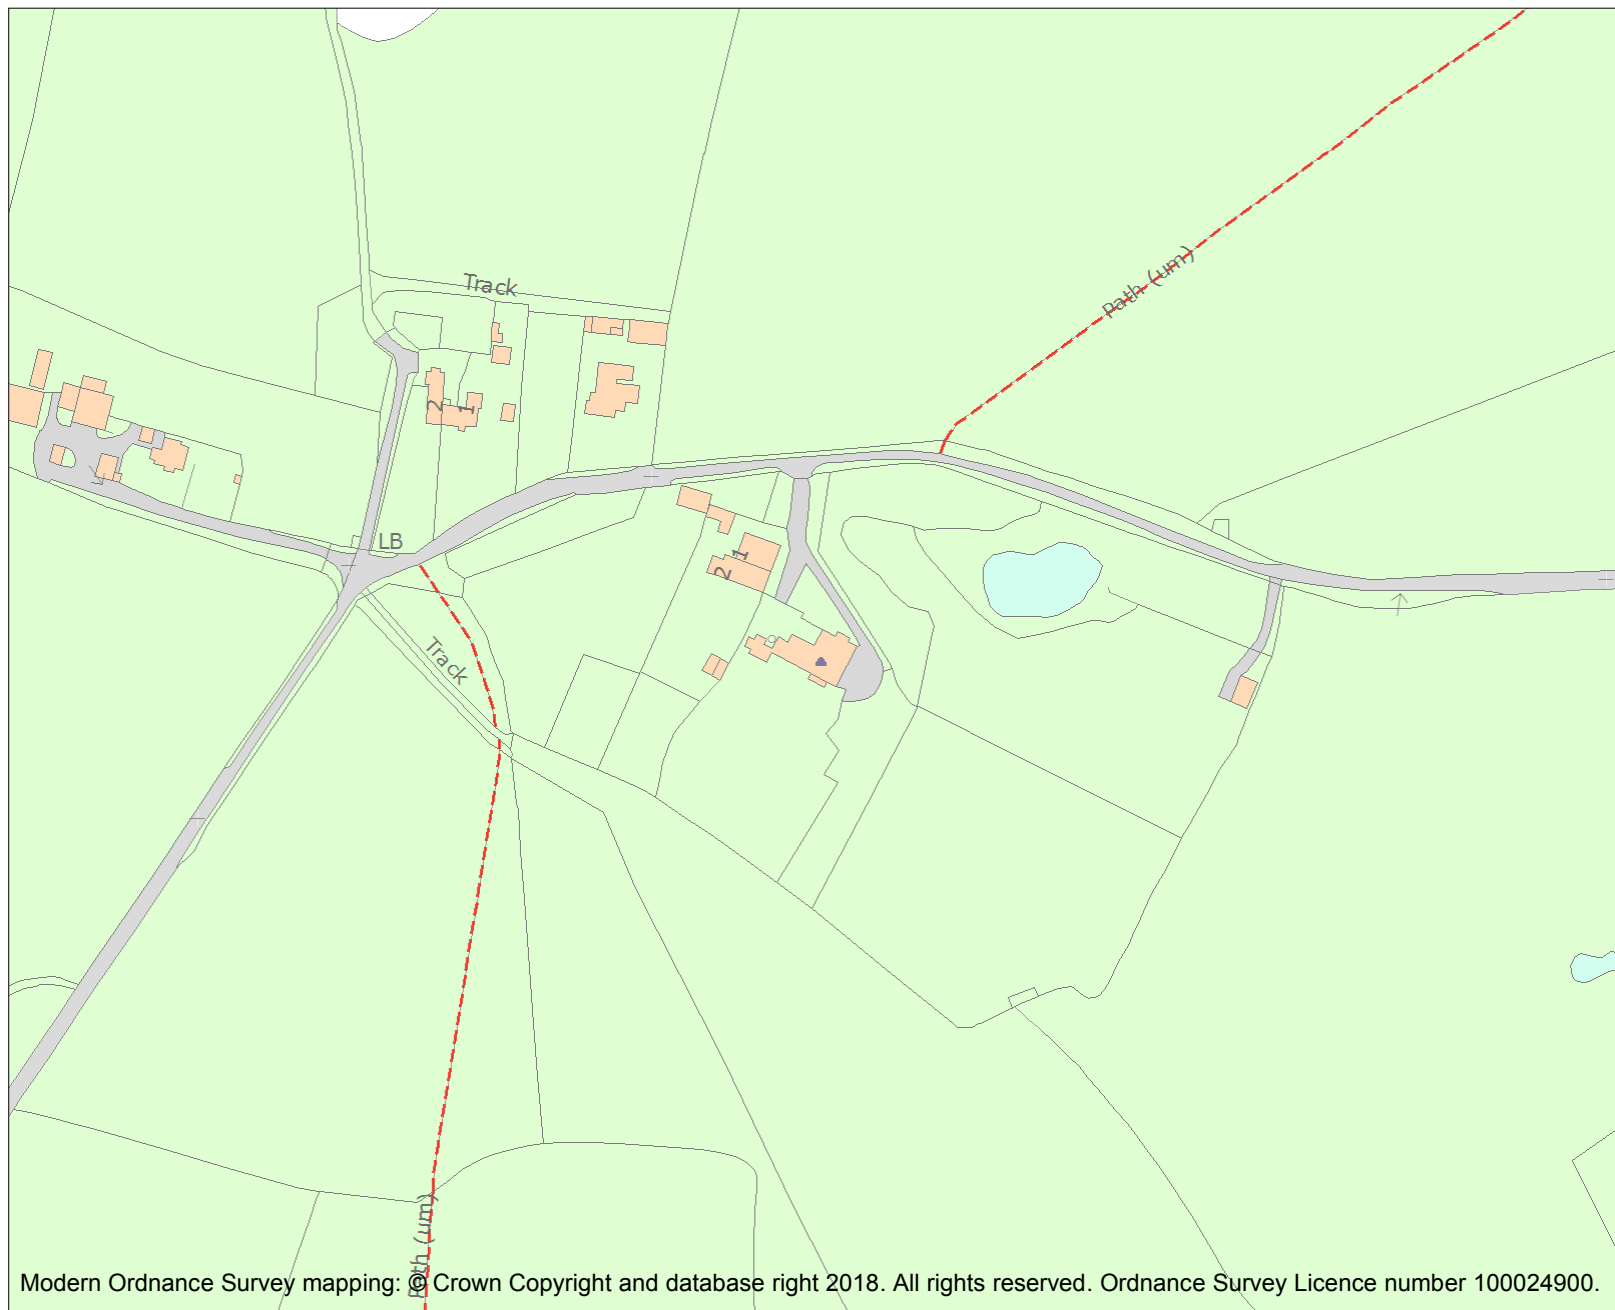 Path (um)
Track
2
1
LB
1
2
Track
Path (um)
Modern Ordnance Survey mapping: © Crown Copyright and database right 2018. All rights reserved. Ordnance Survey Licence number 100024900.